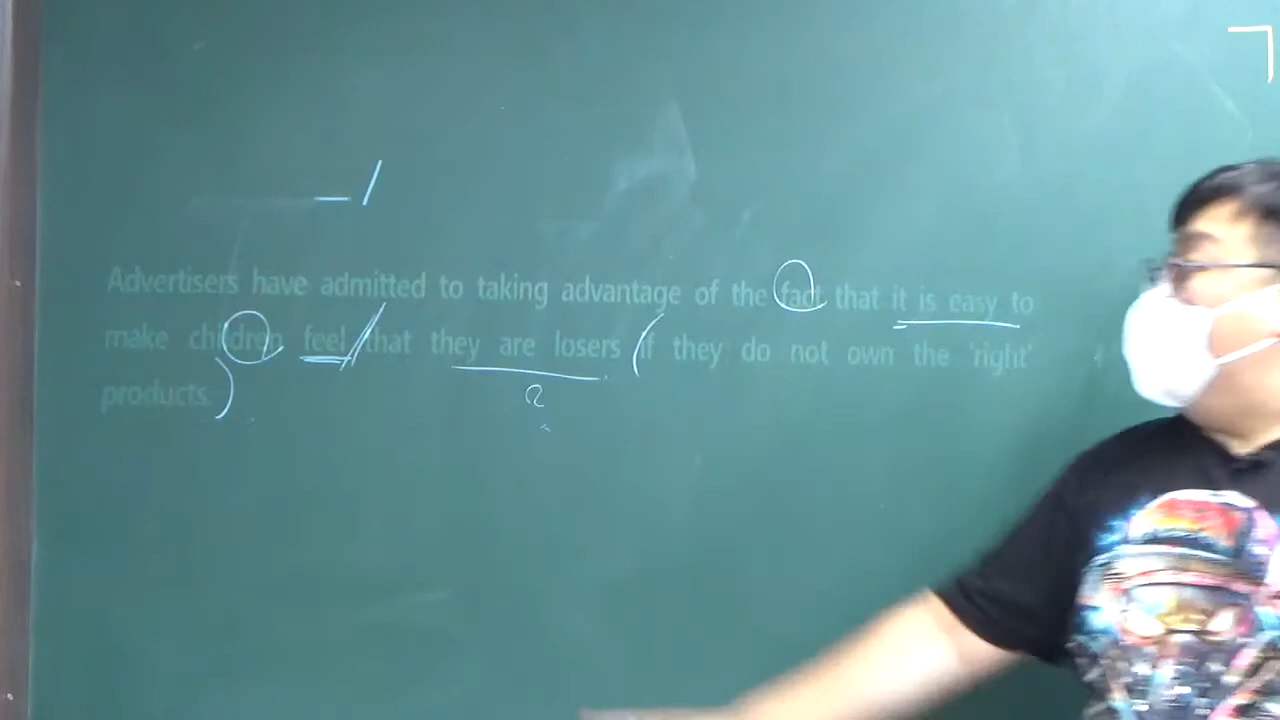 Advertisers have admitted to taking advantage of the fact that it is easy to
make children feel that they are losers if they do not own the 'right'
products.